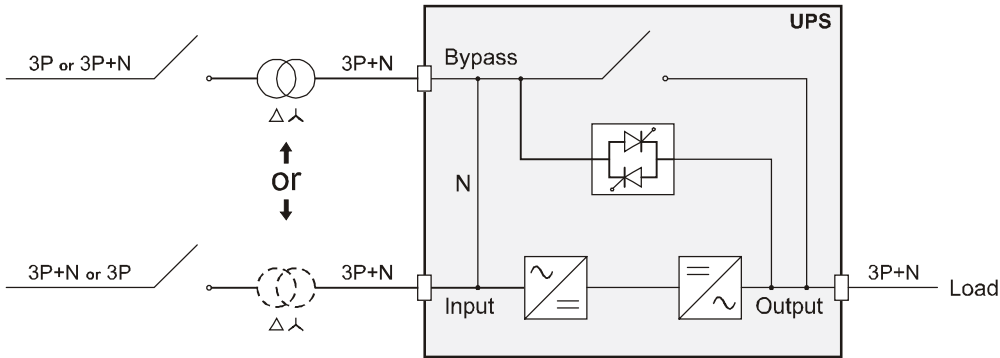 UPS
3P or 3P+N
3P+N
Bypass
or
N
3P+N or 3P
3P+N
Input
Output
3P+N
Load